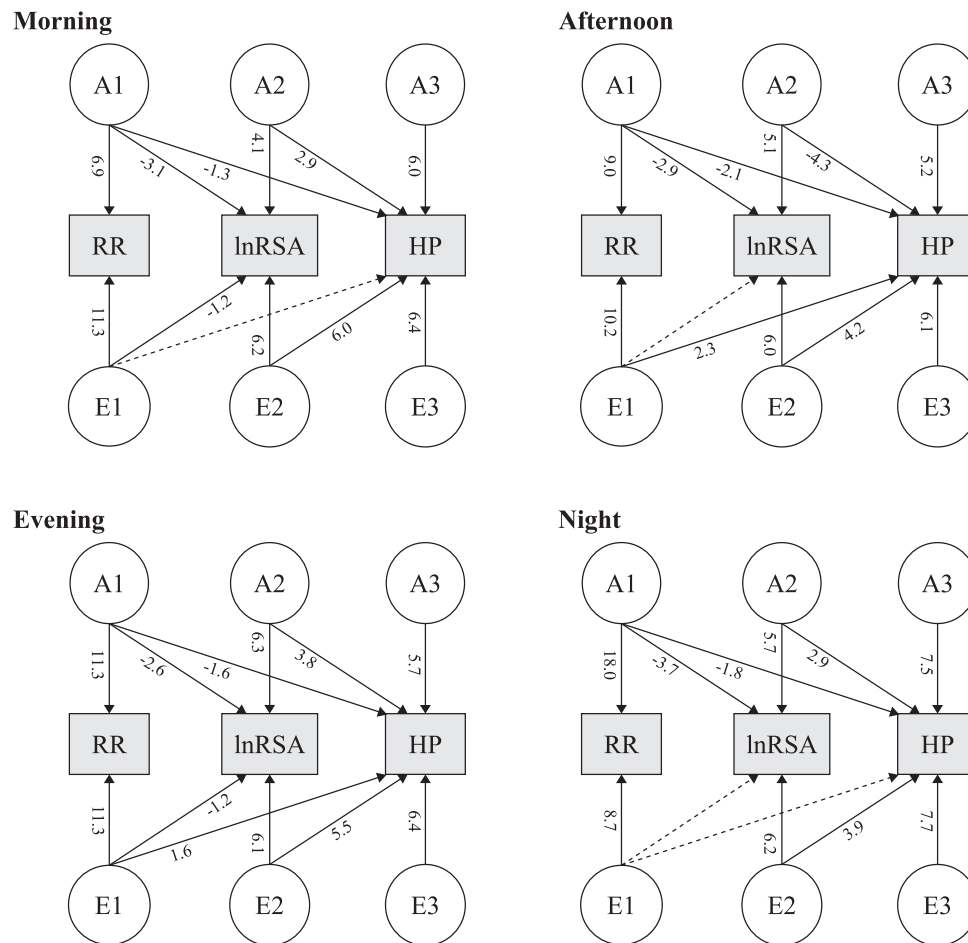 Morning
Afternoon
A1 A2 A3
A1 A2 A3
6.9 -3.1 -1.3 4.1 2.9 6.0
9.0 -2.9 -2.1 5.1 -4.3 5.2
RR lnRSA HP
RR lnRSA HP
11.3 -1.2 6.2 6.0 6.4
10.2 2.3 6.0 4.2 6.1
E1 E2 E3
E1 E2 E3
Evening
Night
A1 A2 A3
A1 A2 A3
11.3 -2.6 -1.6 6.3 3.8 5.7
18.0 -3.7 -1.8 5.7 2.9 7.5
RR lnRSA HP
RR lnRSA HP
11.3 -1.2 1.6 6.1 5.5 6.4
8.7 6.2 3.9 7.7
E1 E2 E3
E1 E2 E3